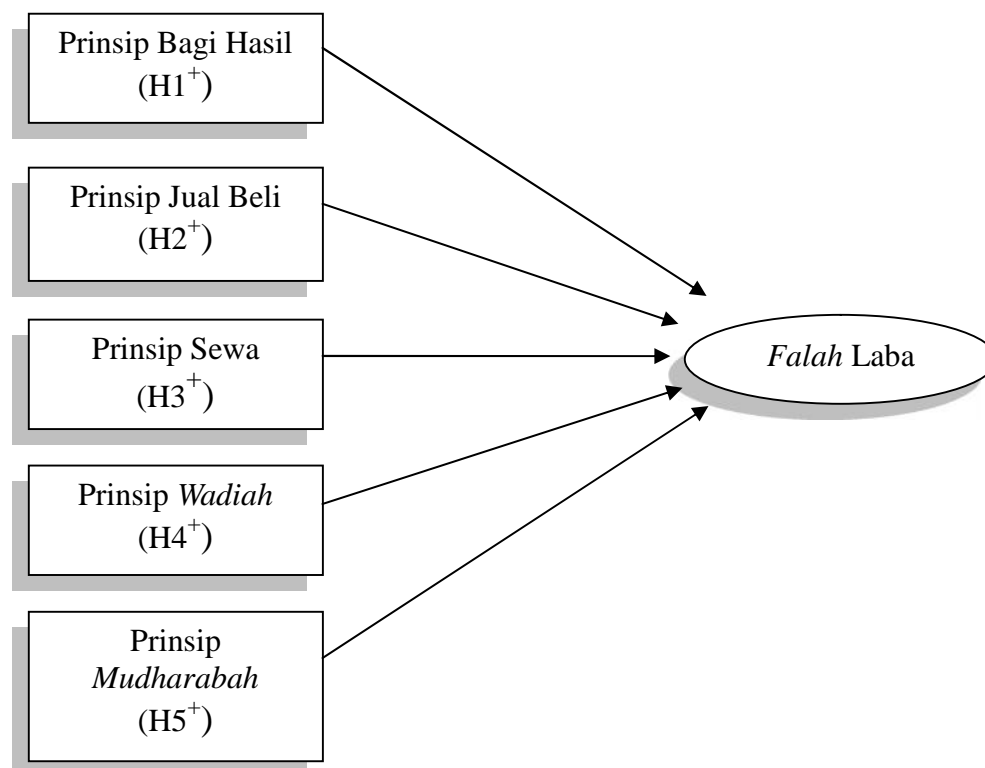 Prinsip Bagi Hasil
(H1⁺)
Prinsip Jual Beli
(H2⁺)
Prinsip Sewa
(H3⁺)
Falah Laba
Prinsip Wadiah
(H4⁺)
Prinsip
Mudharabah
(H5⁺)